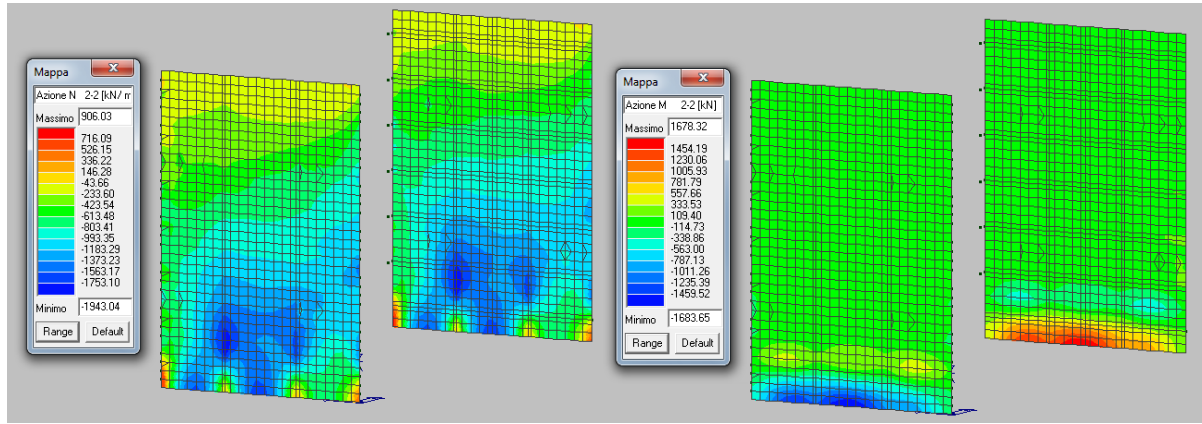 Mappa
Azione N 2-2 [kN/ m
Massimo 906.03
716.09
526.15
336.22
146.28
-43.66
-233.60
-423.54
-613.48
-803.41
-993.35
-1183.29
-1373.23
-1563.17
-1753.10
Minimo -1943.04
Range Default
Mappa
Azione M 2-2 [kN]
Massimo 1678.32
1454.19
1230.06
1005.93
781.79
557.66
333.53
109.40
-114.73
-338.86
-563.00
-787.13
-1011.26
-1235.39
-1459.52
Minimo -1683.65
Range Default